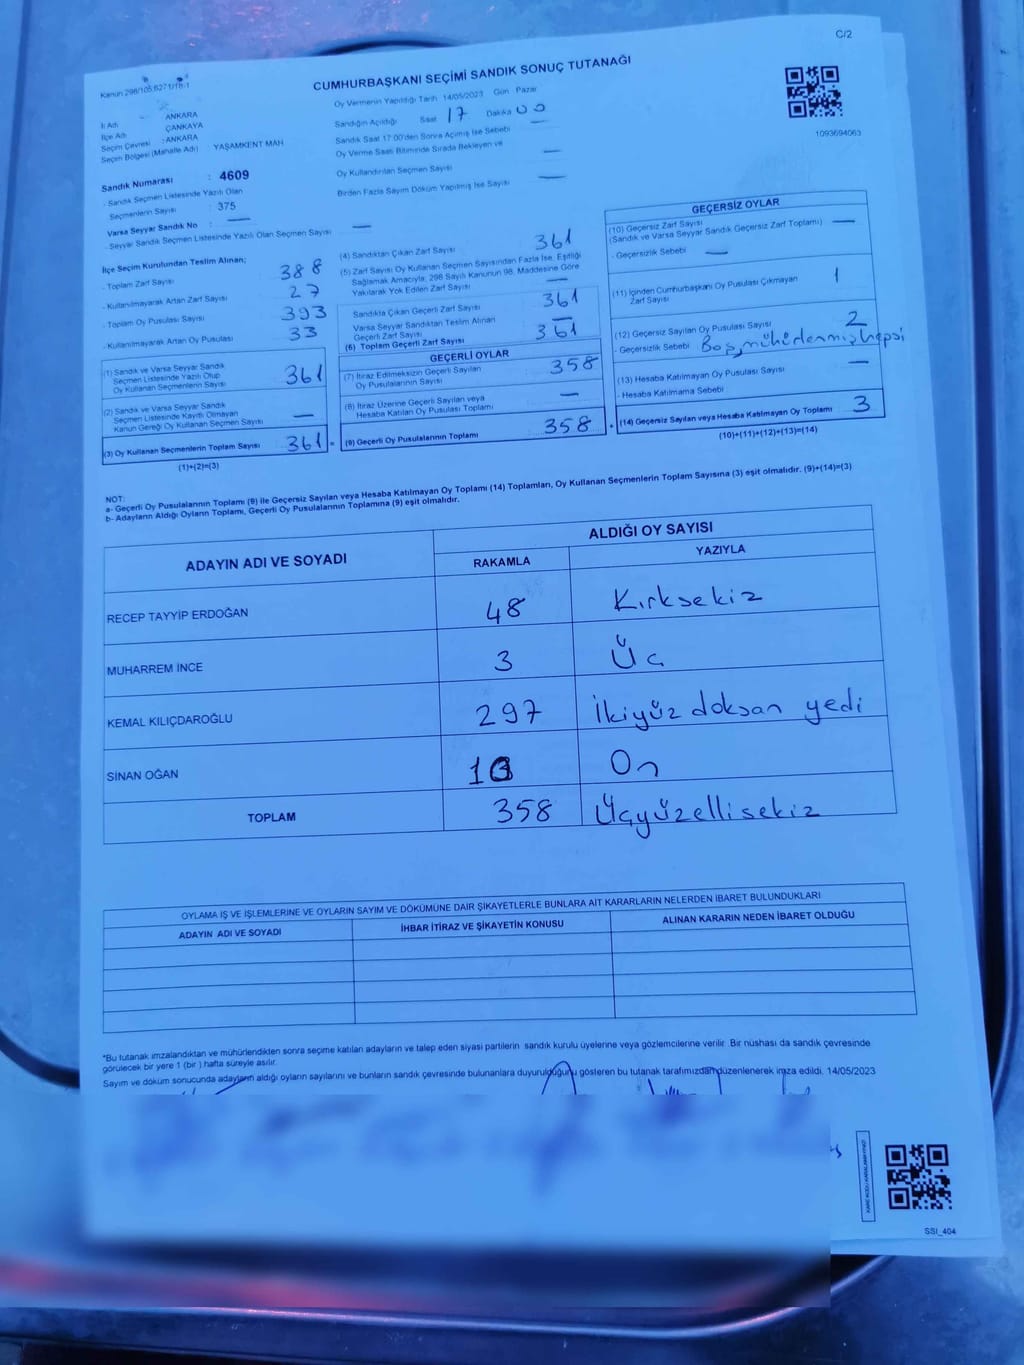 C/2
Kanun 298/105,6271/18-1
CUMHURBAŞKANI SEÇİMİ SANDIK SONUÇ TUTANAĞI
İl Adı : ANKARA
İlçe Adı : ÇANKAYA
Seçim Çevresi : ANKARA
Seçim Bölgesi (Mahalle Adı) YAŞAMKENT MAH
Sandık Numarası : 4609
- Sandık Seçmen Listesinde Yazılı Olan
Seçmenlerin Sayısı : 375
Varsa Seyyar Sandık No : —
- Seyyar Sandık Seçmen Listesinde Yazılı Olan Seçmen Sayısı —
Oy Vermenin Yapıldığı Tarih 14/05/2023 Gün Pazar
Sandığın Açıldığı Saat 17 Dakika 00
Sandık Saat 17:00'den Sonra Açılmış İse Sebebi —
Oy Verme Saati Bitiminde Sırada Bekleyen ve
Oy Kullandırılan Seçmen Sayısı —
Birden Fazla Sayım Döküm Yapılmış İse Sayısı —
1093694063
İlçe Seçim Kurulundan Teslim Alınan;
- Toplam Zarf Sayısı 388
- Kullanılmayarak Artan Zarf Sayısı 27
- Toplam Oy Pusulası Sayısı 393
- Kullanılmayarak Artan Oy Pusulası 33
(1) Sandık ve Varsa Seyyar Sandık
Seçmen Listesinde Yazılı Olup
Oy Kullanan Seçmenlerin Sayısı 361
(2) Sandık ve Varsa Seyyar Sandık
Seçmen Listesinde Kayıtlı Olmayan
Kanun Gereği Oy Kullanan Seçmen Sayısı —
(3) Oy Kullanan Seçmenlerin Toplam Sayısı 361 =
(1)+(2)=(3)
(4) Sandıktan Çıkan Zarf Sayısı 361
(5) Zarf Sayısı Oy Kullanan Seçmen Sayısından Fazla İse, Eşitliği
Sağlamak Amacıyla; 298 Sayılı Kanunun 98. Maddesine Göre
Yakılarak Yok Edilen Zarf Sayısı —
Sandıkta Çıkan Geçerli Zarf Sayısı 361
Varsa Seyyar Sandıktan Teslim Alınan
Geçerli Zarf Sayısı —
(6) Toplam Geçerli Zarf Sayısı 361
GEÇERLİ OYLAR
(7) İtiraz Edilmeksizin Geçerli Sayılan
Oy Pusulalarının Sayısı 358
(8) İtiraz Üzerine Geçerli Sayılan veya
Hesaba Katılan Oy Pusulası Toplamı —
(9) Geçerli Oy Pusulalarının Toplamı 358 +
GEÇERSİZ OYLAR
(10) Geçersiz Zarf Sayısı —
(Sandık ve Varsa Seyyar Sandık Geçersiz Zarf Toplamı)
- Geçersizlik Sebebi —
(11) İçinden Cumhurbaşkanı Oy Pusulası Çıkmayan
Zarf Sayısı 1
(12) Geçersiz Sayılan Oy Pusulası Sayısı 2
- Geçersizlik Sebebi Boş, mühürlenmiş hepsi
(13) Hesaba Katılmayan Oy Pusulası Sayısı —
- Hesaba Katılmama Sebebi
(14) Geçersiz Sayılan veya Hesaba Katılmayan Oy Toplamı 3
(10)+(11)+(12)+(13)=(14)
NOT:
a- Geçerli Oy Pusulalarının Toplamı (9) ile Geçersiz Sayılan veya Hesaba Katılmayan Oy Toplamı (14) Toplamları, Oy Kullanan Seçmenlerin Toplam Sayısına (3) eşit olmalıdır. (9)+(14)=(3)
b- Adayların Aldığı Oyların Toplamı, Geçerli Oy Pusulalarının Toplamına (9) eşit olmalıdır.
ADAYIN ADI VE SOYADI
ALDIĞI OY SAYISI
RAKAMLA YAZIYLA
RECEP TAYYİP ERDOĞAN 48 Kırksekiz
MUHARREM İNCE 3 Üç
KEMAL KILIÇDAROĞLU 297 İkiyüz doksan yedi
SİNAN OĞAN 10 On
TOPLAM 358 Üçyüzellisekiz
OYLAMA İŞ VE İŞLEMLERİNE VE OYLARIN SAYIM VE DÖKÜMÜNE DAİR ŞİKAYETLERLE BUNLARA AİT KARARLARIN NELERDEN İBARET BULUNDUKLARI
ADAYIN ADI VE SOYADI İHBAR İTİRAZ VE ŞİKAYETİN KONUSU ALINAN KARARIN NEDEN İBARET OLDUĞU
*Bu tutanak imzalandıktan ve mühürlendikten sonra seçime katılan adayların ve talep eden siyasi partilerin sandık kurulu üyelerine veya gözlemcilerine verilir. Bir nüshası da sandık çevresinde
görülecek bir yere 1 (bir ) hafta süreyle asılır.
Sayım ve döküm sonucunda adayların aldığı oyların sayılarını ve bunların sandık çevresinde bulunanlara duyurulduğunu gösteren bu tutanak tarafımızdan düzenlenerek imza edildi. 14/05/2023
SSI_404